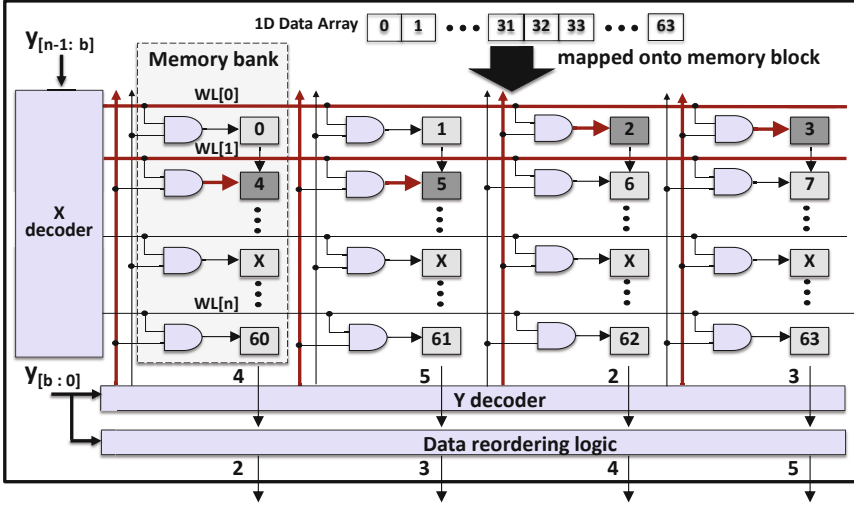 1D Data Array 0 1 ••• 31 32 33 ••• 63
y[n-1: b]
mapped onto memory block
Memory bank
WL[0]
0 1 2 3
WL[1]
4 5 6 7
X
decoder
X X X X
WL[n]
60 61 62 63
y[b : 0]
4 5 2 3
Y decoder
Data reordering logic
2 3 4 5